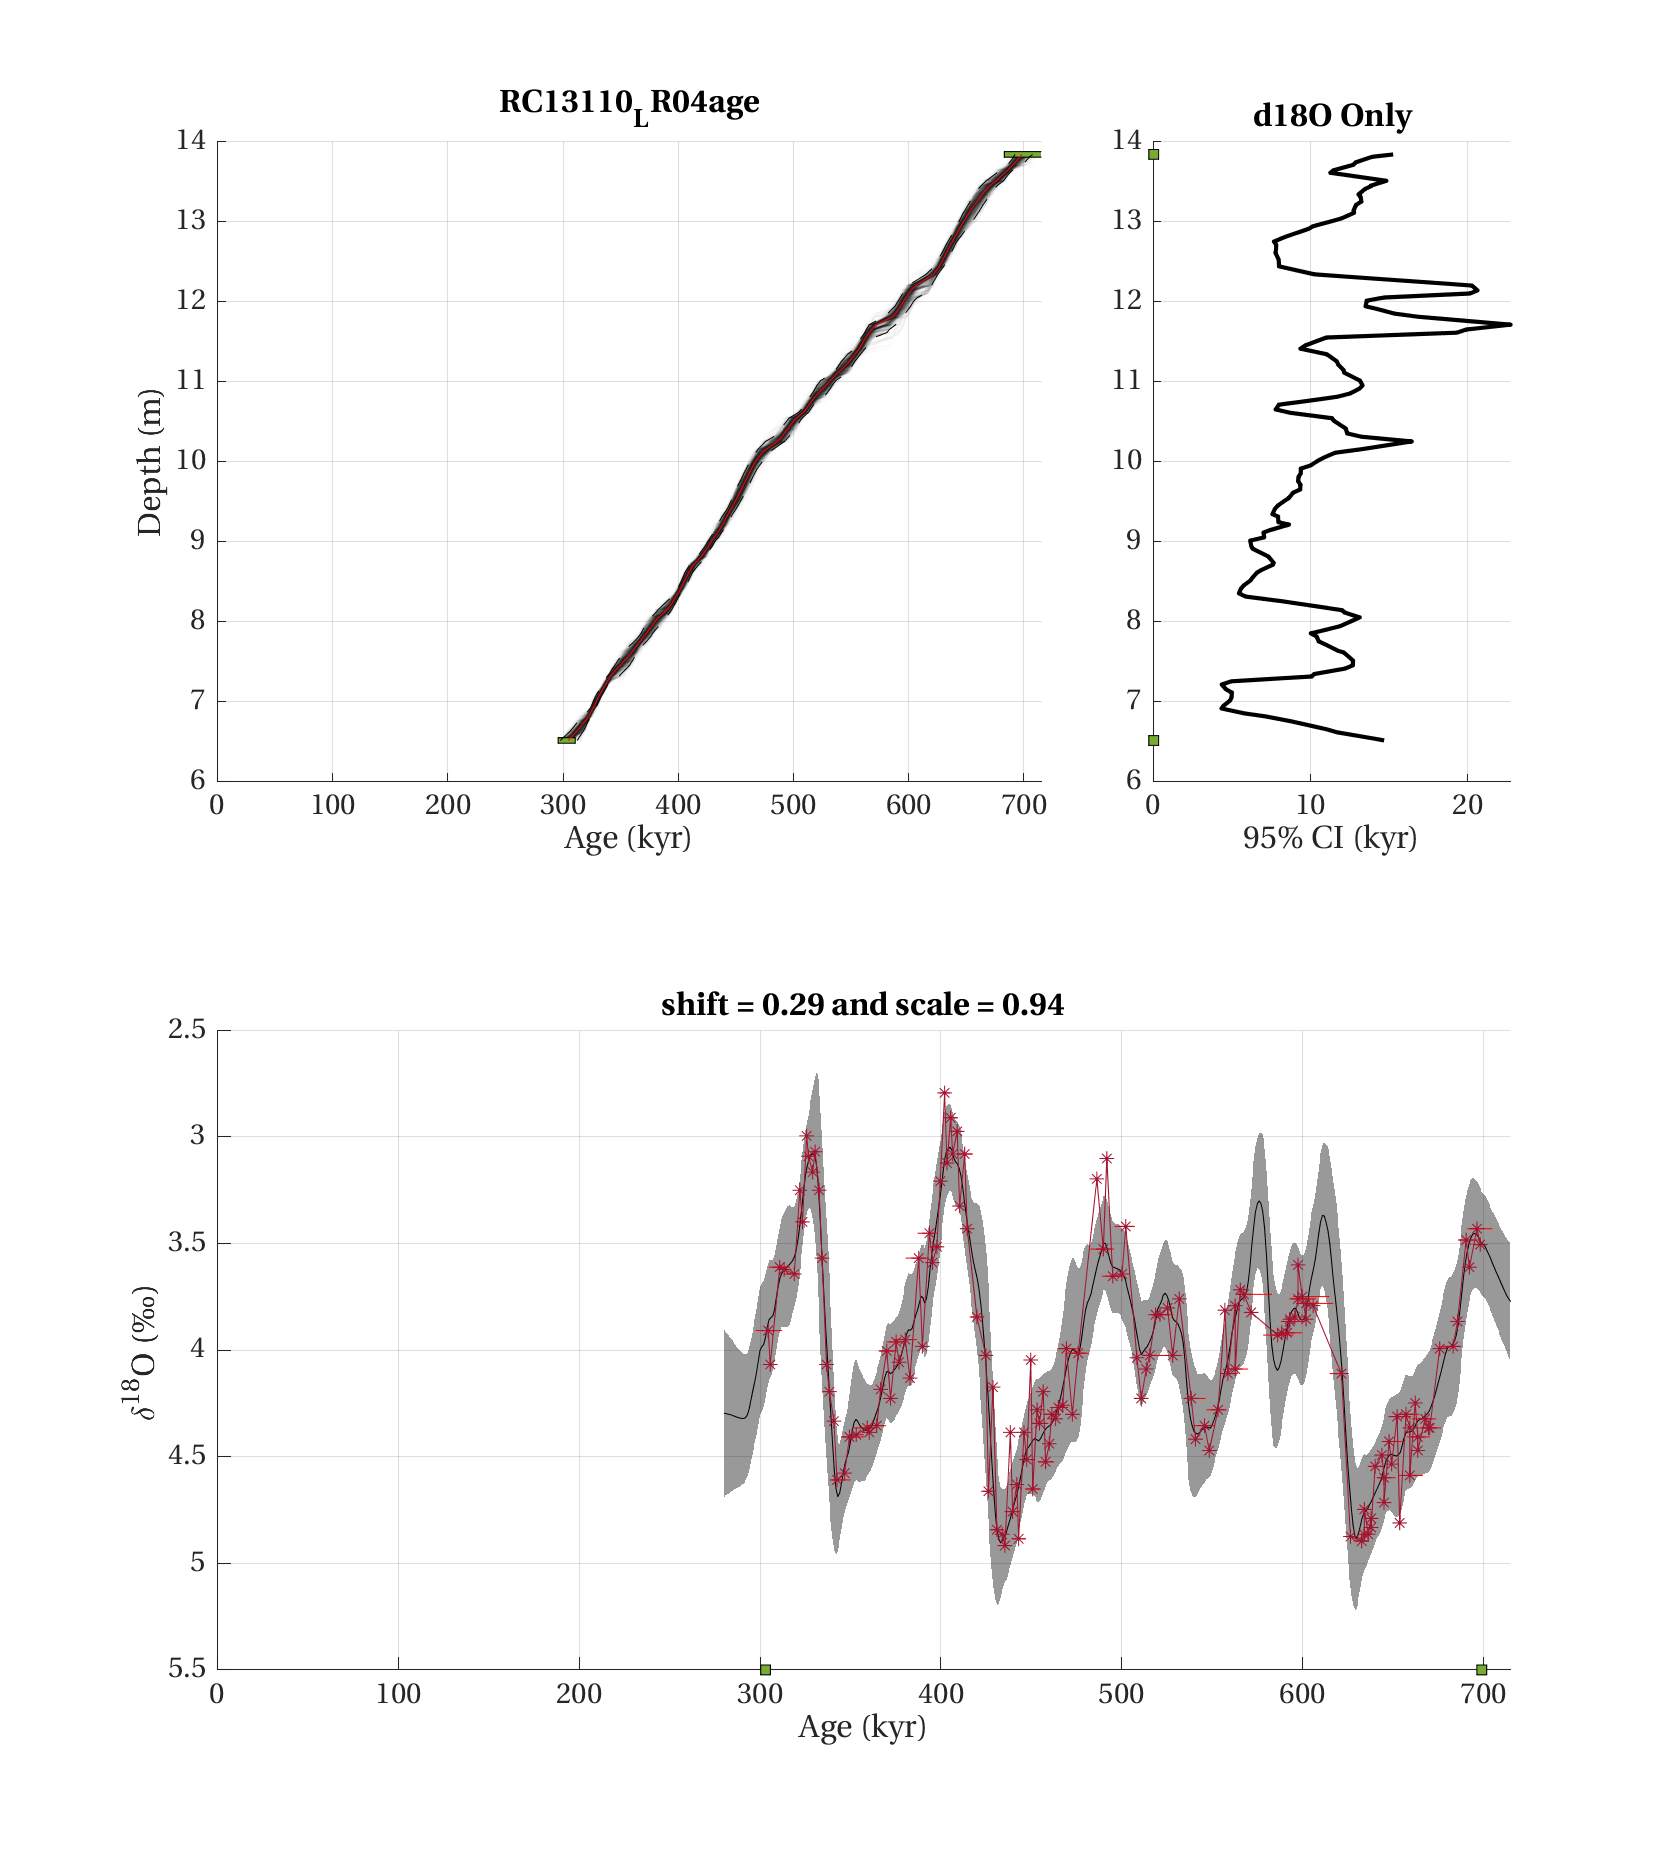 RC13110LR04age
d18O Only
14
13
12
11
10
9
8
7
6
Depth (m)
0 100 200 300 400 500 600 700
Age (kyr)
14
13
12
11
10
9
8
7
6
0 10 20
95% CI (kyr)
shift = 0.29 and scale = 0.94
2.5
3
3.5
4
4.5
5
5.5
δ18O (‰)
0 100 200 300 400 500 600 700
Age (kyr)